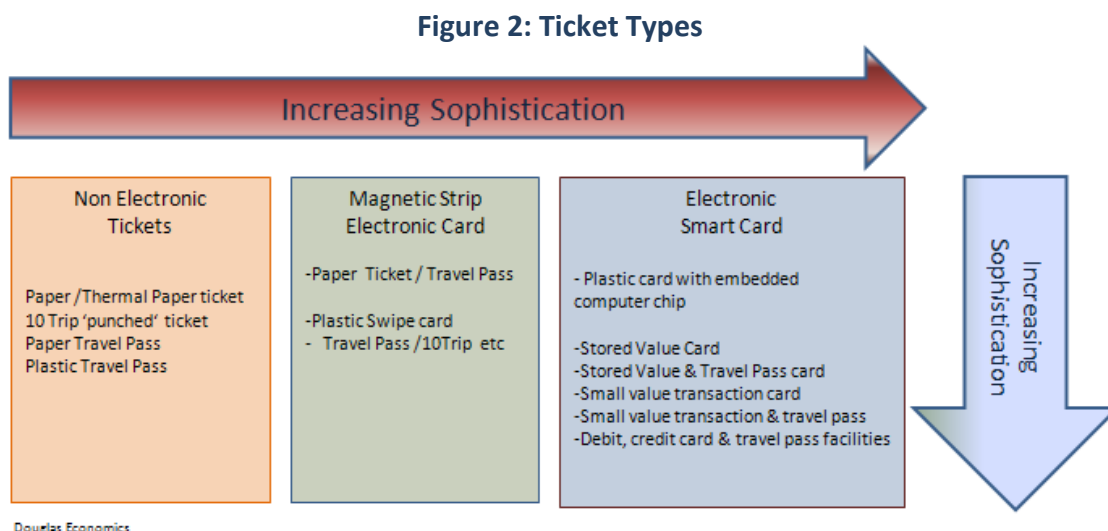 Figure 2: Ticket Types
Increasing Sophistication
Non Electronic
Tickets
Paper /Thermal Paper ticket
10 Trip ‘punched‘ ticket
Paper Travel Pass
Plastic Travel Pass
Magnetic Strip
Electronic Card
-Paper Ticket / Travel Pass
-Plastic Swipe card
- Travel Pass /10Trip etc
Electronic
Smart Card
- Plastic card with embedded
computer chip
-Stored Value Card
-Stored Value & Travel Pass card
-Small value transaction card
-Small value transaction & travel pass
-Debit, credit card & travel pass facilities
Increasing
Sophistication
Douglas Economics